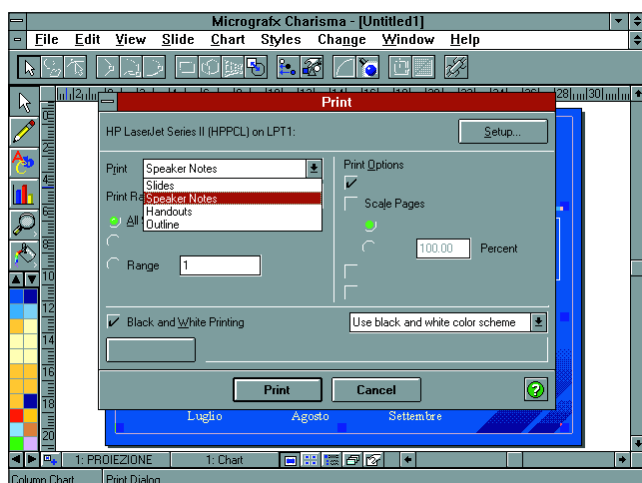 Micrografx Charisma - [Untitled1]
File Edit View Slide Chart Styles Change Window Help
Print
HP LaserJet Series II (HPPCL) on LPT1:
Setup...
Print Speaker Notes
Slides
Speaker Notes
Handouts
Outline
Print Ra
All
Range 1
Print Options
Scale Pages
100.00 Percent
Black and White Printing
Use black and white color scheme
Print Cancel
Luglio Agosto Settembre
1: PROIEZIONE 1: Chart
Column Chart Print Dialog